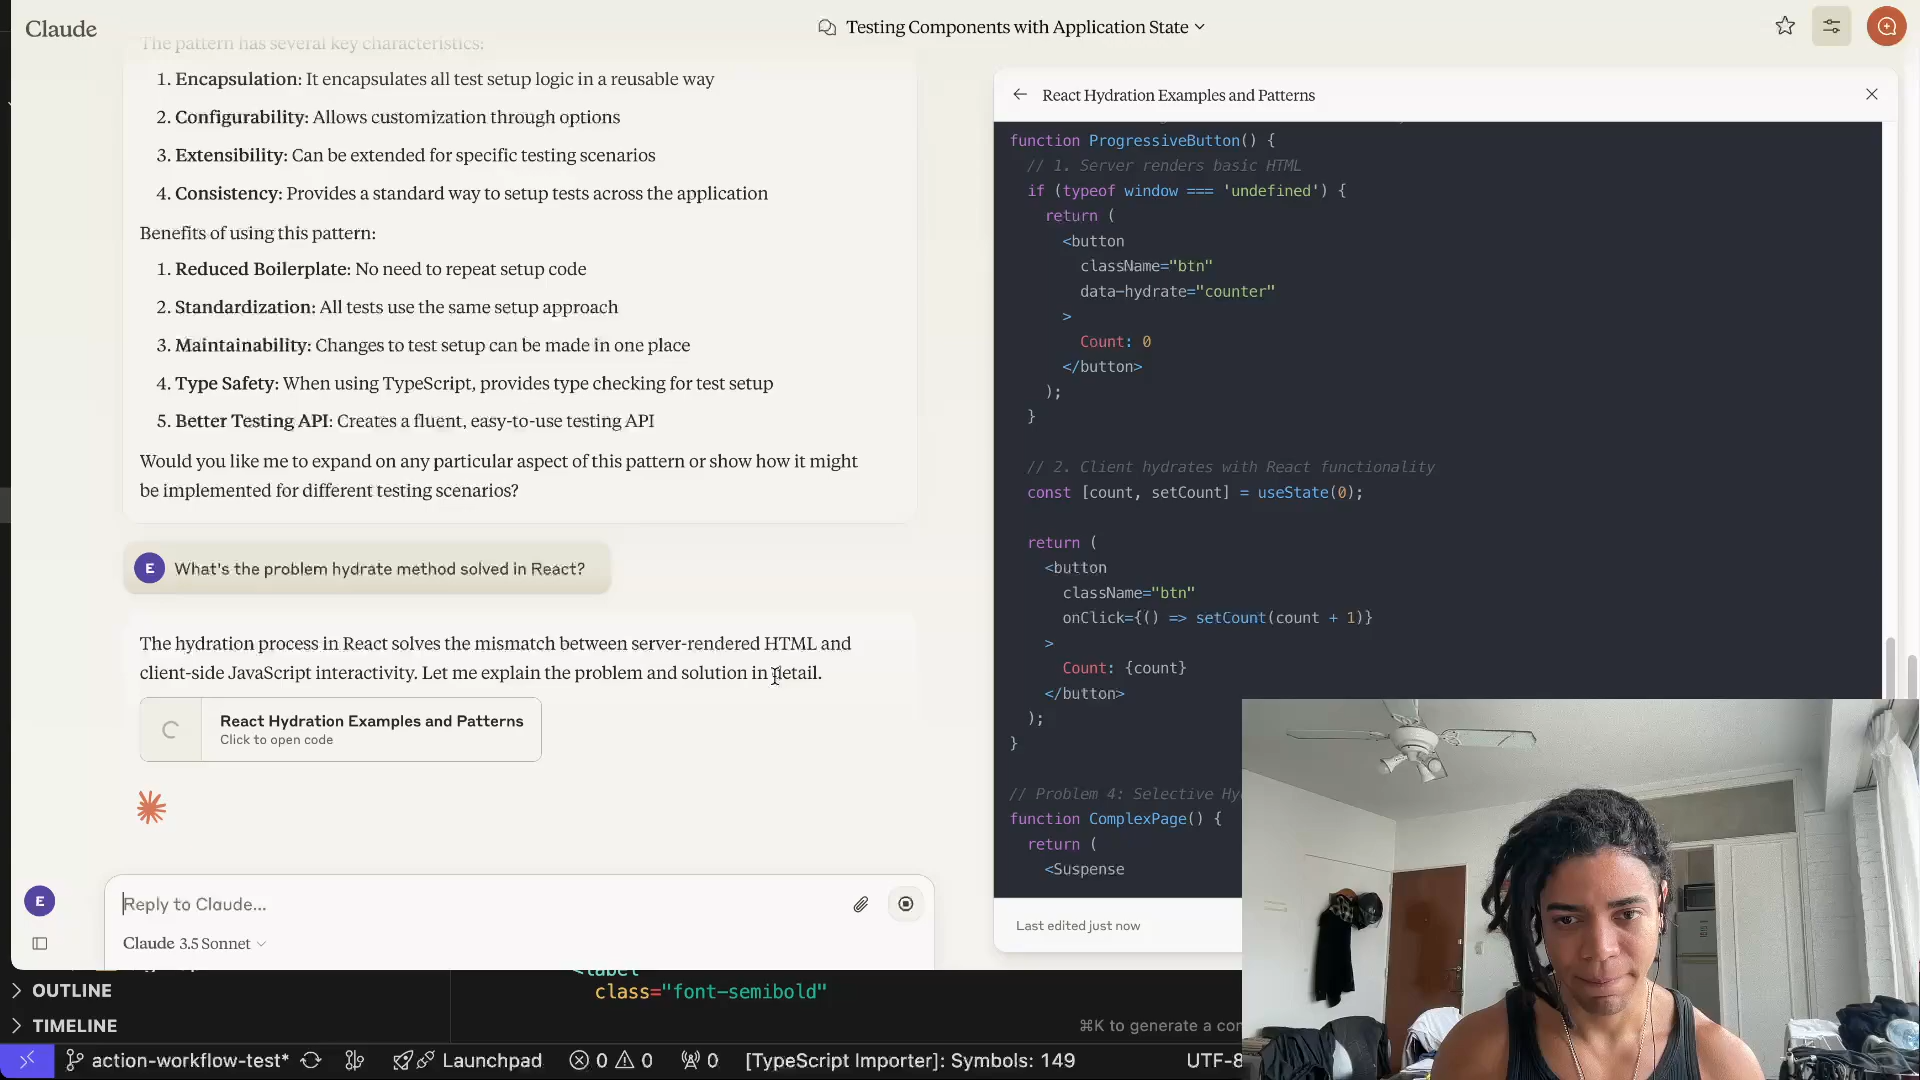 Claude
Testing Components with Application State
The pattern has several key characteristics:
1. Encapsulation: It encapsulates all test setup logic in a reusable way
2. Configurability: Allows customization through options
3. Extensibility: Can be extended for specific testing scenarios
4. Consistency: Provides a standard way to setup tests across the application
Benefits of using this pattern:
1. Reduced Boilerplate: No need to repeat setup code
2. Standardization: All tests use the same setup approach
3. Maintainability: Changes to test setup can be made in one place
4. Type Safety: When using TypeScript, provides type checking for test setup
5. Better Testing API: Creates a fluent, easy-to-use testing API
Would you like me to expand on any particular aspect of this pattern or show how it might
be implemented for different testing scenarios?
E
What's the problem hydrate method solved in React?
The hydration process in React solves the mismatch between server-rendered HTML and
client-side JavaScript interactivity. Let me explain the problem and solution in detail.
React Hydration Examples and Patterns
Click to open code
E
Reply to Claude...
Claude 3.5 Sonnet
React Hydration Examples and Patterns
function ProgressiveButton() {
// 1. Server renders basic HTML
if (typeof window === 'undefined') {
return (
<button
className="btn"
data-hydrate="counter"
>
Count: 0
</button>
);
}
// 2. Client hydrates with React functionality
const [count, setCount] = useState(0);
return (
<button
className="btn"
onClick={() => setCount(count + 1)}
>
Count: {count}
</button>
);
}
// Problem 4: Selective Hy
function ComplexPage() {
return (
<Suspense
Last edited just now
<label
class="font-semibold"
OUTLINE
TIMELINE
⌘K to generate a com
action-workflow-test*
Launchpad
0
0
0
[TypeScript Importer]: Symbols: 149
UTF-8